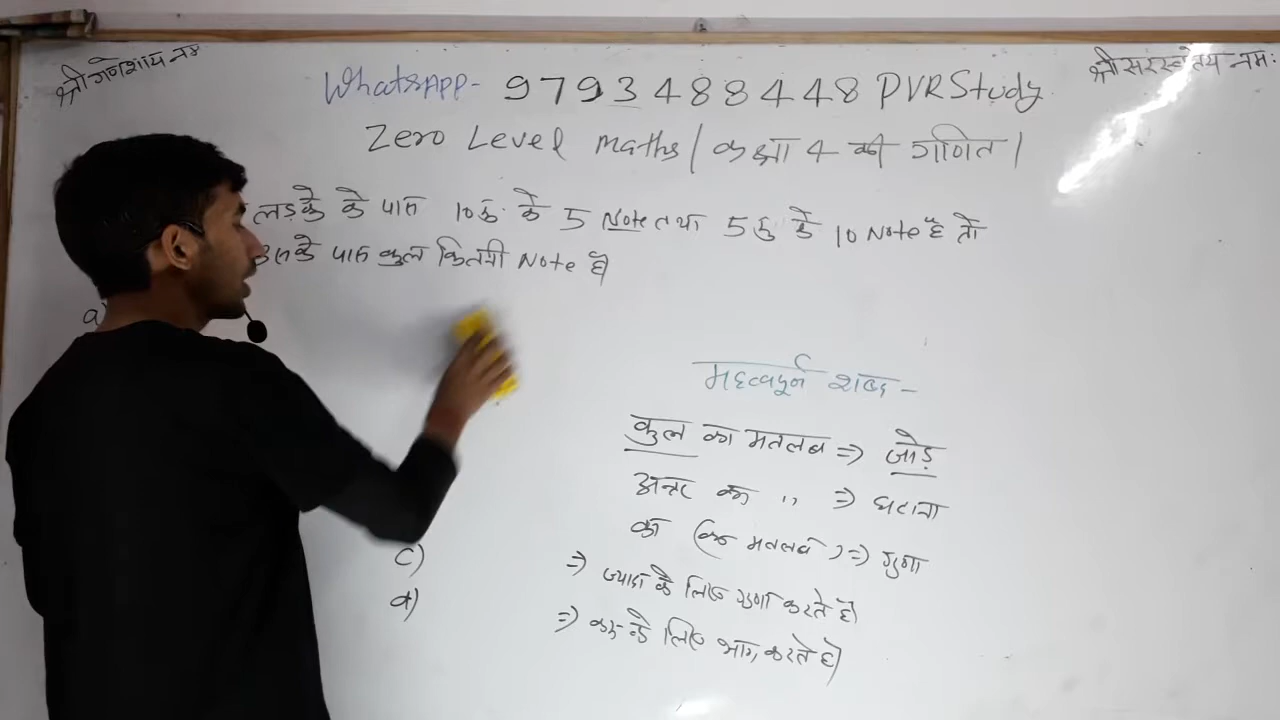 श्री गणेशाय नमः
श्री सरस्वतैय नमः
WhatsApp- 9793488448 PVRStudy
Zero Level maths/ कक्षा 4 की गणित/
लड़के के पास 10रु. के 5 Note तथा 5रु के 10 Note है तो
उसके पास कुल कितनी Note है
a)
c)
d)
महत्वपूर्ण शब्द -
कुल का मतलब => जोड़
अन्तर का ,, => घटाना
का (का मतलब) => गुणा
=> ज्यादा के लिए गुणा करते है
=> कम के लिए भाग करते है